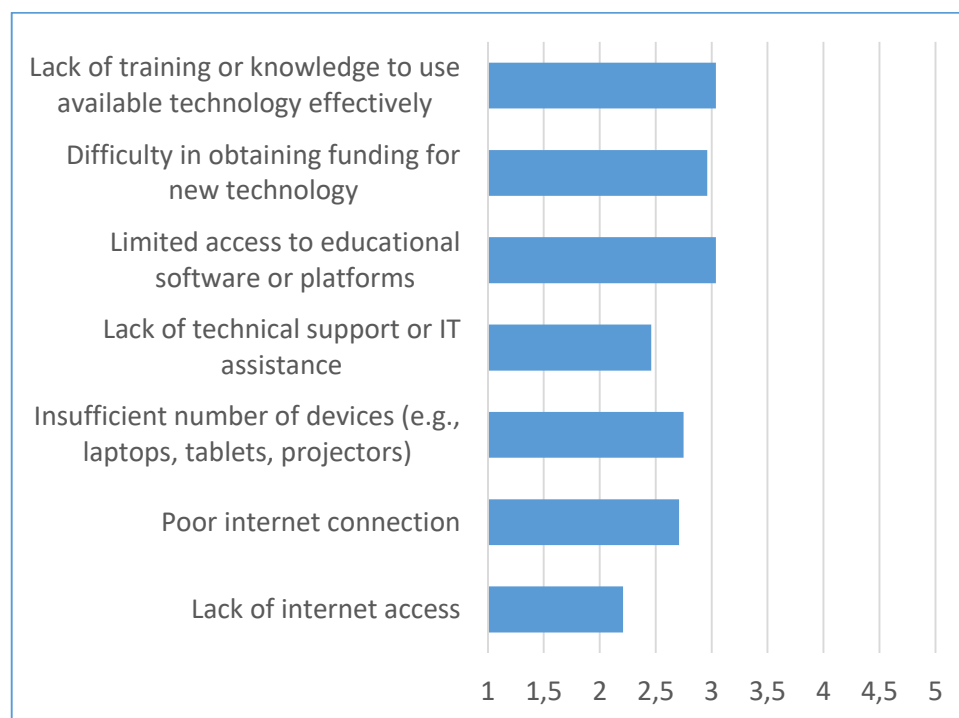 Lack of training or knowledge to use
available technology effectively
Difficulty in obtaining funding for
new technology
Limited access to educational
software or platforms
Lack of technical support or IT
assistance
Insufficient number of devices (e.g.,
laptops, tablets, projectors)
Poor internet connection
Lack of internet access
1 1,5 2 2,5 3 3,5 4 4,5 5